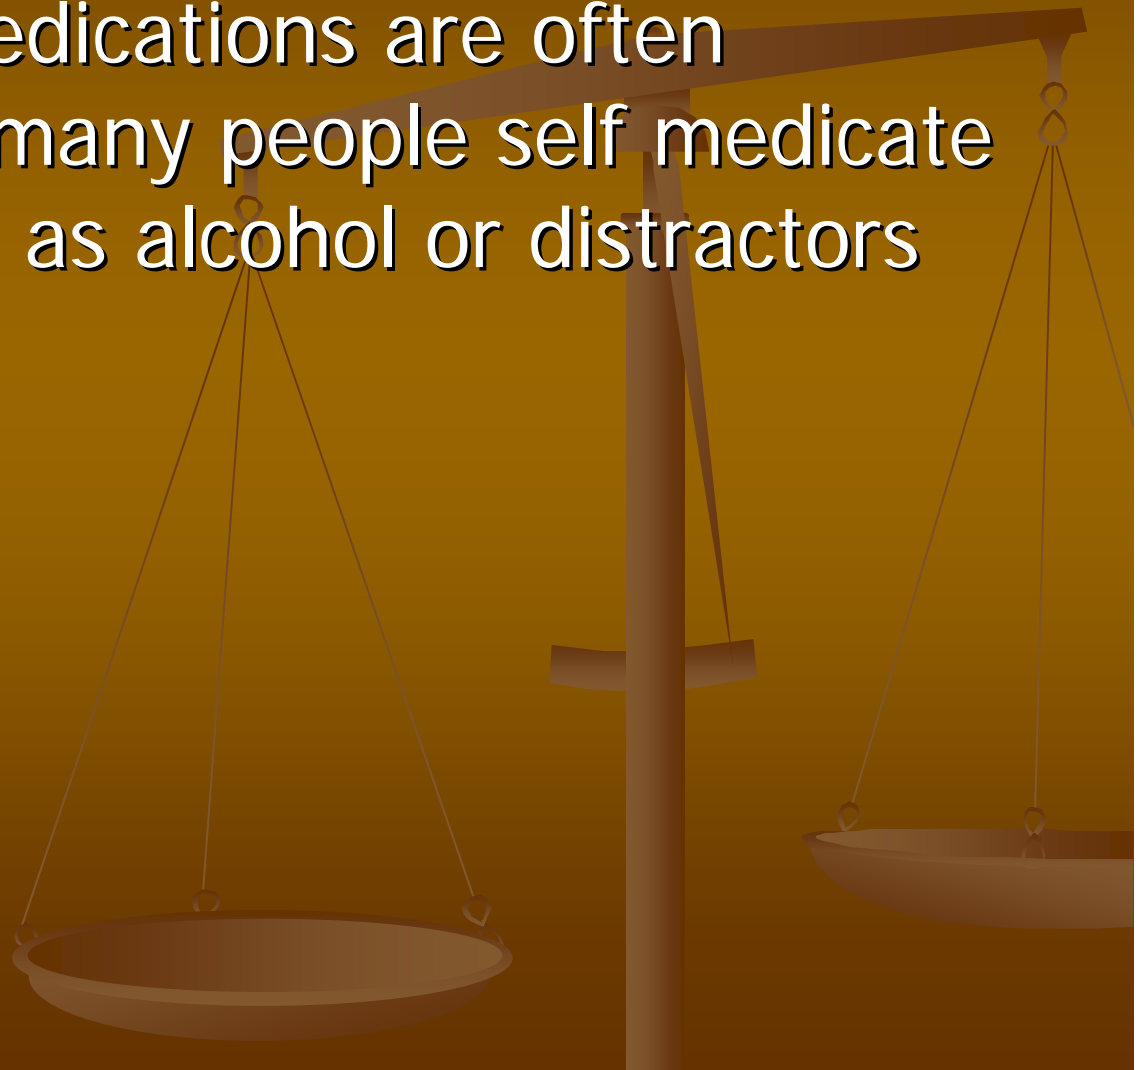 edications are often
many people self medicate
as alcohol or distractors